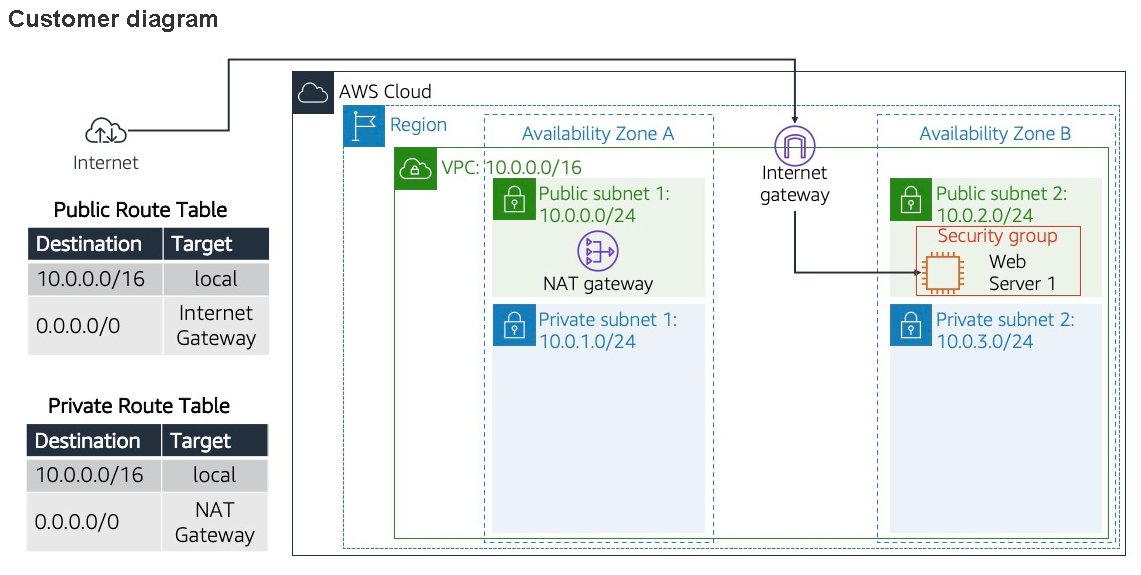 Customer diagram
AWS Cloud
Region
Internet
Availability Zone A
Availability Zone B
VPC: 10.0.0.0/16
Internet
gateway
Public subnet 1:
10.0.0.0/24
NAT gateway
Public subnet 2:
10.0.2.0/24
Security group
Web
Server 1
Private subnet 1:
10.0.1.0/24
Private subnet 2:
10.0.3.0/24
Public Route Table
Destination Target
10.0.0.0/16 local
0.0.0.0/0 Internet
Gateway
Private Route Table
Destination Target
10.0.0.0/16 local
0.0.0.0/0 NAT
Gateway